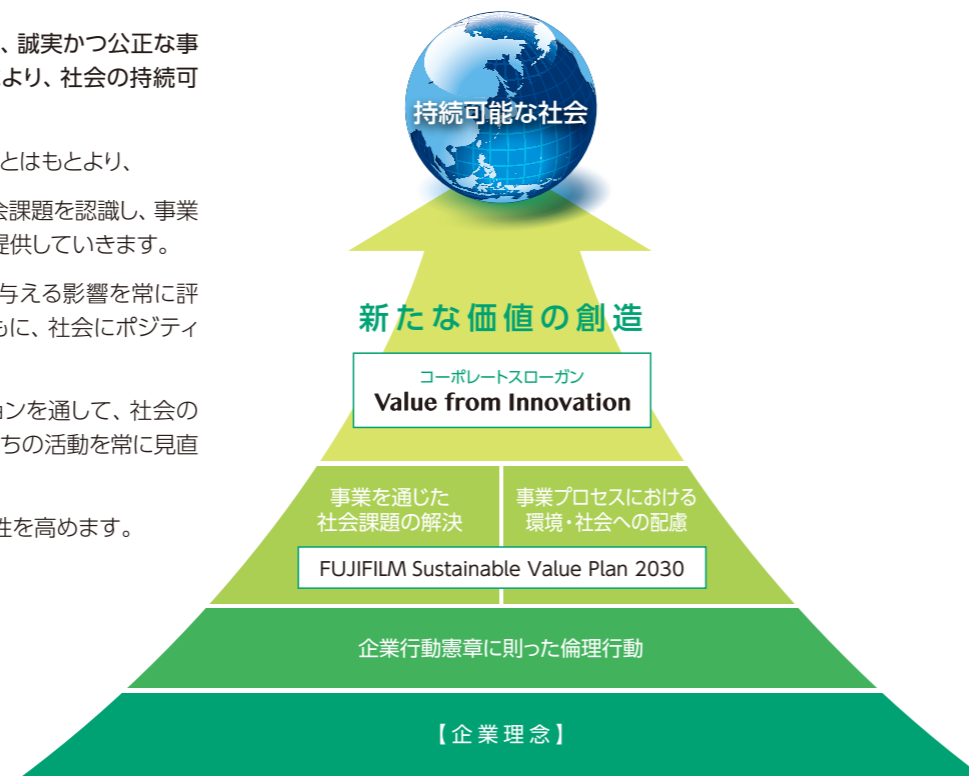 、誠実かつ公正な事
より、社会の持続可
とはもとより、
会課題を認識し、事業
提供していきます。
与える影響を常に評
もに、社会にポジティ
ョンを通して、社会の
ちの活動を常に見直
性を高めます。
持続可能な社会
新たな価値の創造
コーポレートスローガン
Value from Innovation
事業を通じた
社会課題の解決
事業プロセスにおける
環境・社会への配慮
FUJIFILM Sustainable Value Plan 2030
企業行動憲章に則った倫理行動
【企業理念】